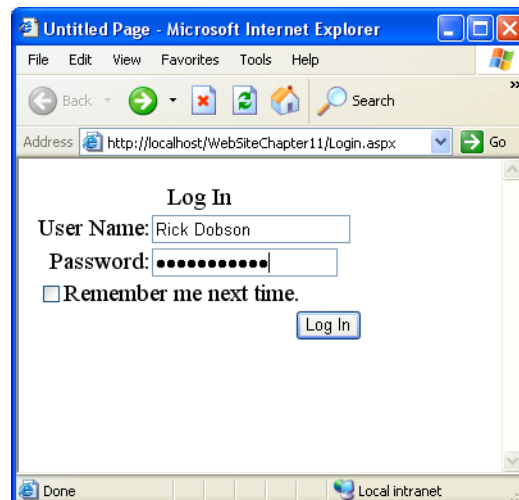 Untitled Page - Microsoft Internet Explorer
File Edit View Favorites Tools Help
Back Search
Address http://localhost/WebSiteChapter11/Login.aspx Go
Log In
User Name: Rick Dobson
Password: ●●●●●●●●●●●
Remember me next time.
Log In
Done Local intranet